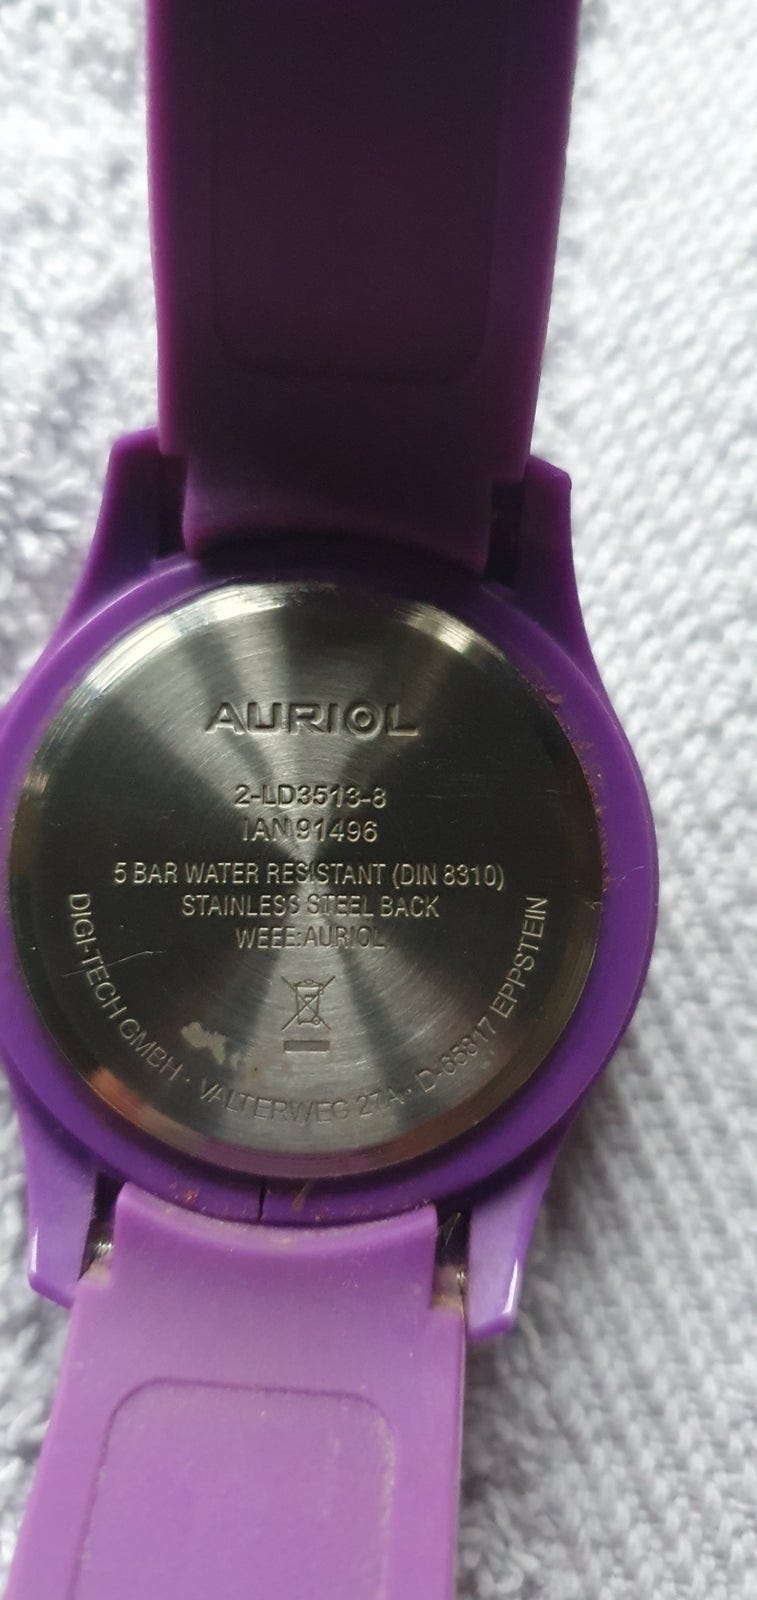 AURIOL
2-LD3513-8
IAN 91496
5 BAR WATER RESISTANT (DIN 8310)
STAINLESS STEEL BACK
WEEE:AURIOL
DIGI-TECH GMBH · VALTERWEG 27A · D-65817 EPPSTEIN